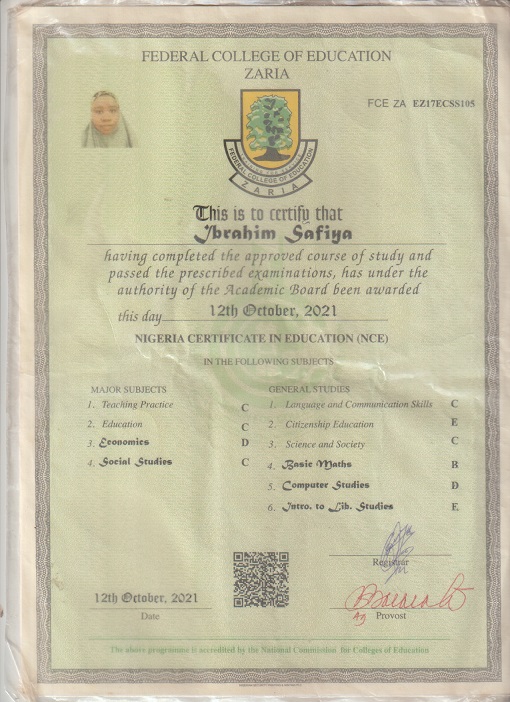 FEDERAL COLLEGE OF EDUCATION
ZARIA
FCE ZA EZ17ECSS105
FEDERAL COLLEGE OF EDUCATION
ZARIA
This is to certify that
Ibrahim Safiya
having completed the approved course of study and
passed the prescribed examinations, has under the
authority of the Academic Board been awarded
this day 12th October, 2021
NIGERIA CERTIFICATE IN EDUCATION (NCE)
IN THE FOLLOWING SUBJECTS
MAJOR SUBJECTS
1. Teaching Practice C
2. Education C
3. Economics D
4. Social Studies C
GENERAL STUDIES
1. Language and Communication Skills C
2. Citizenship Education E
3. Science and Society C
4. Basic Maths B
5. Computer Studies D
6. Intro. to Lib. Studies E
Registrar
12th October, 2021
Date
Ag Provost
The above programme is accredited by the National Commission for Colleges of Education